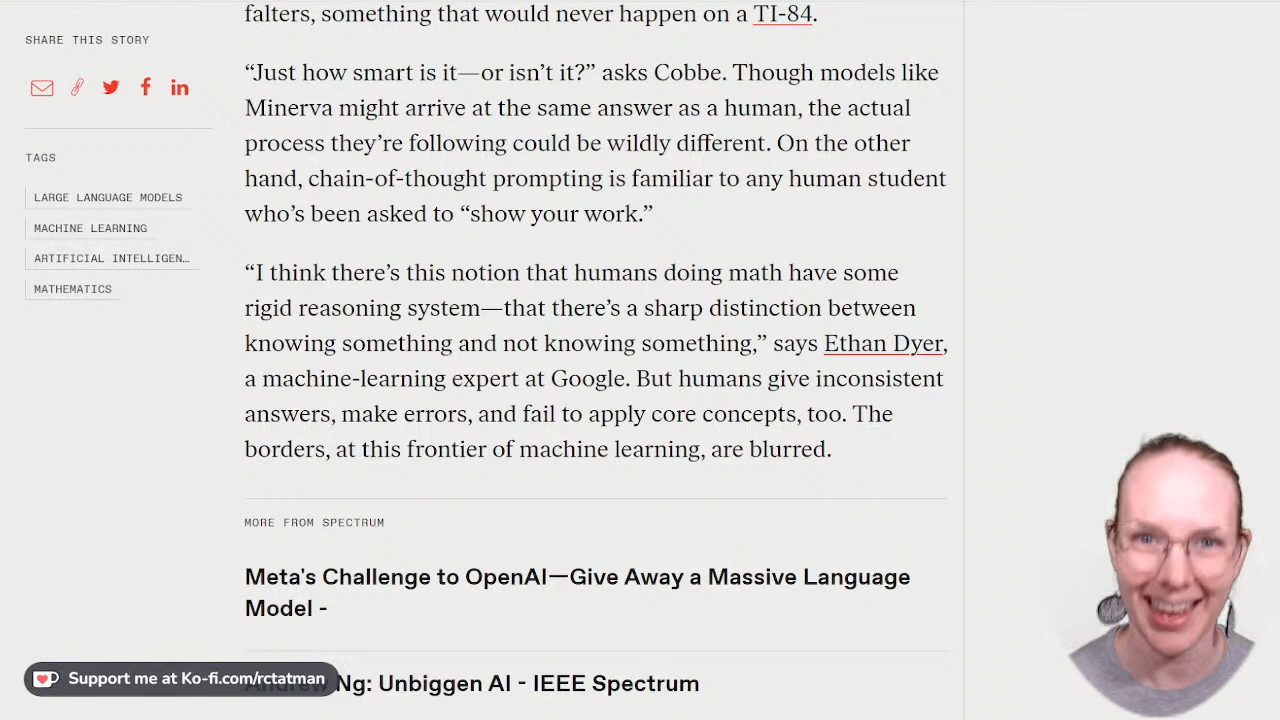 falters, something that would never happen on a TI-84.
SHARE THIS STORY
“Just how smart is it—or isn’t it?” asks Cobbe. Though models like
Minerva might arrive at the same answer as a human, the actual
process they’re following could be wildly different. On the other
hand, chain-of-thought prompting is familiar to any human student
who’s been asked to “show your work.”
TAGS
LARGE LANGUAGE MODELS
MACHINE LEARNING
ARTIFICIAL INTELLIGEN…
MATHEMATICS
“I think there’s this notion that humans doing math have some
rigid reasoning system—that there’s a sharp distinction between
knowing something and not knowing something,” says Ethan Dyer,
a machine-learning expert at Google. But humans give inconsistent
answers, make errors, and fail to apply core concepts, too. The
borders, at this frontier of machine learning, are blurred.
MORE FROM SPECTRUM
Meta's Challenge to OpenAI—Give Away a Massive Language
Model -
Support me at Ko-fi.com/rctatman
Ng: Unbiggen AI - IEEE Spectrum